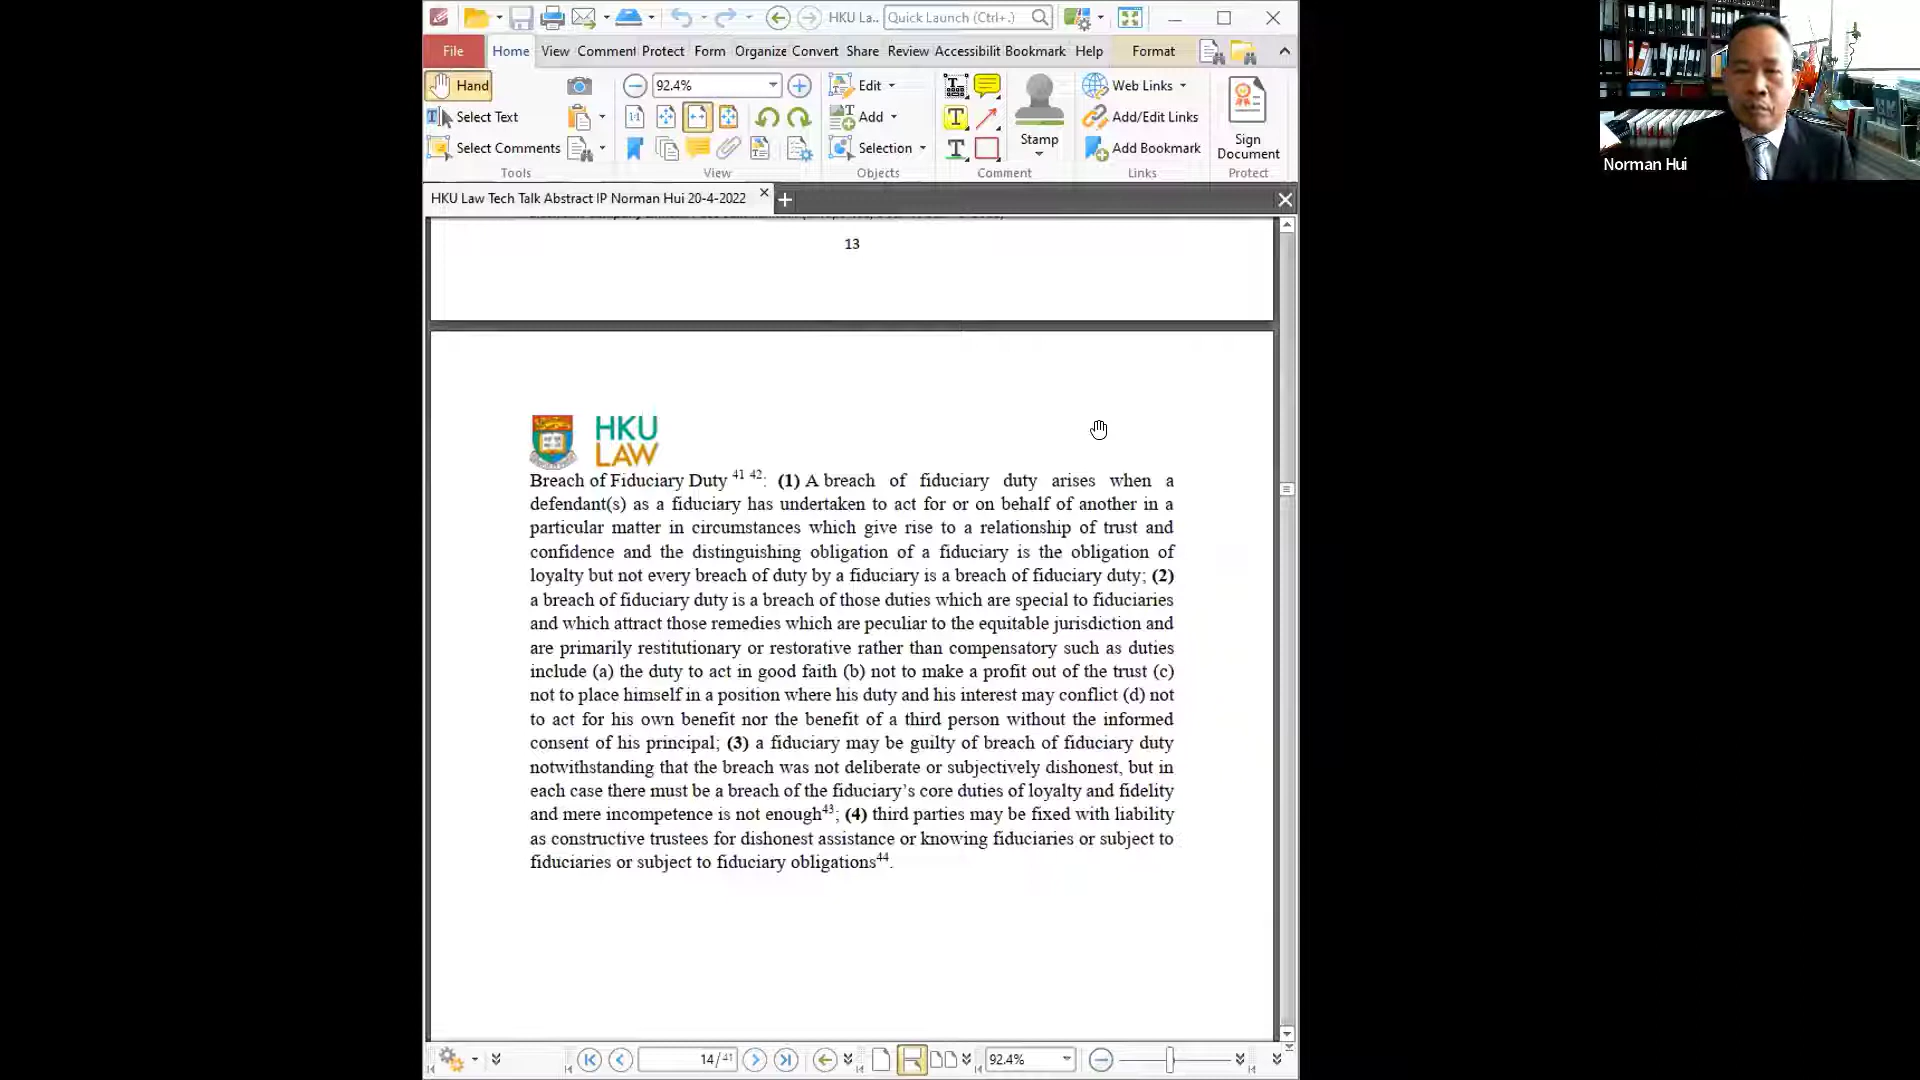 HKU La...
Quick Launch (Ctrl+.)
File Home View Comment Protect Form Organize Convert Share Review Accessibilit Bookmark Help Format
Hand
Select Text
Select Comments
Tools
92.4%
View
Edit
Add
Selection
Objects
Stamp
Comment
Web Links
Add/Edit Links
Add Bookmark
Links
Sign
Document
Protect
HKU Law Tech Talk Abstract IP Norman Hui 20-4-2022
13
HKU
LAW
Breach of Fiduciary Duty 41 42: (1) A breach of fiduciary duty arises when a
defendant(s) as a fiduciary has undertaken to act for or on behalf of another in a
particular matter in circumstances which give rise to a relationship of trust and
confidence and the distinguishing obligation of a fiduciary is the obligation of
loyalty but not every breach of duty by a fiduciary is a breach of fiduciary duty; (2)
a breach of fiduciary duty is a breach of those duties which are special to fiduciaries
and which attract those remedies which are peculiar to the equitable jurisdiction and
are primarily restitutionary or restorative rather than compensatory such as duties
include (a) the duty to act in good faith (b) not to make a profit out of the trust (c)
not to place himself in a position where his duty and his interest may conflict (d) not
to act for his own benefit nor the benefit of a third person without the informed
consent of his principal; (3) a fiduciary may be guilty of breach of fiduciary duty
notwithstanding that the breach was not deliberate or subjectively dishonest, but in
each case there must be a breach of the fiduciary’s core duties of loyalty and fidelity
and mere incompetence is not enough43; (4) third parties may be fixed with liability
as constructive trustees for dishonest assistance or knowing fiduciaries or subject to
fiduciaries or subject to fiduciary obligations44.
14/41
92.4%
Norman Hui